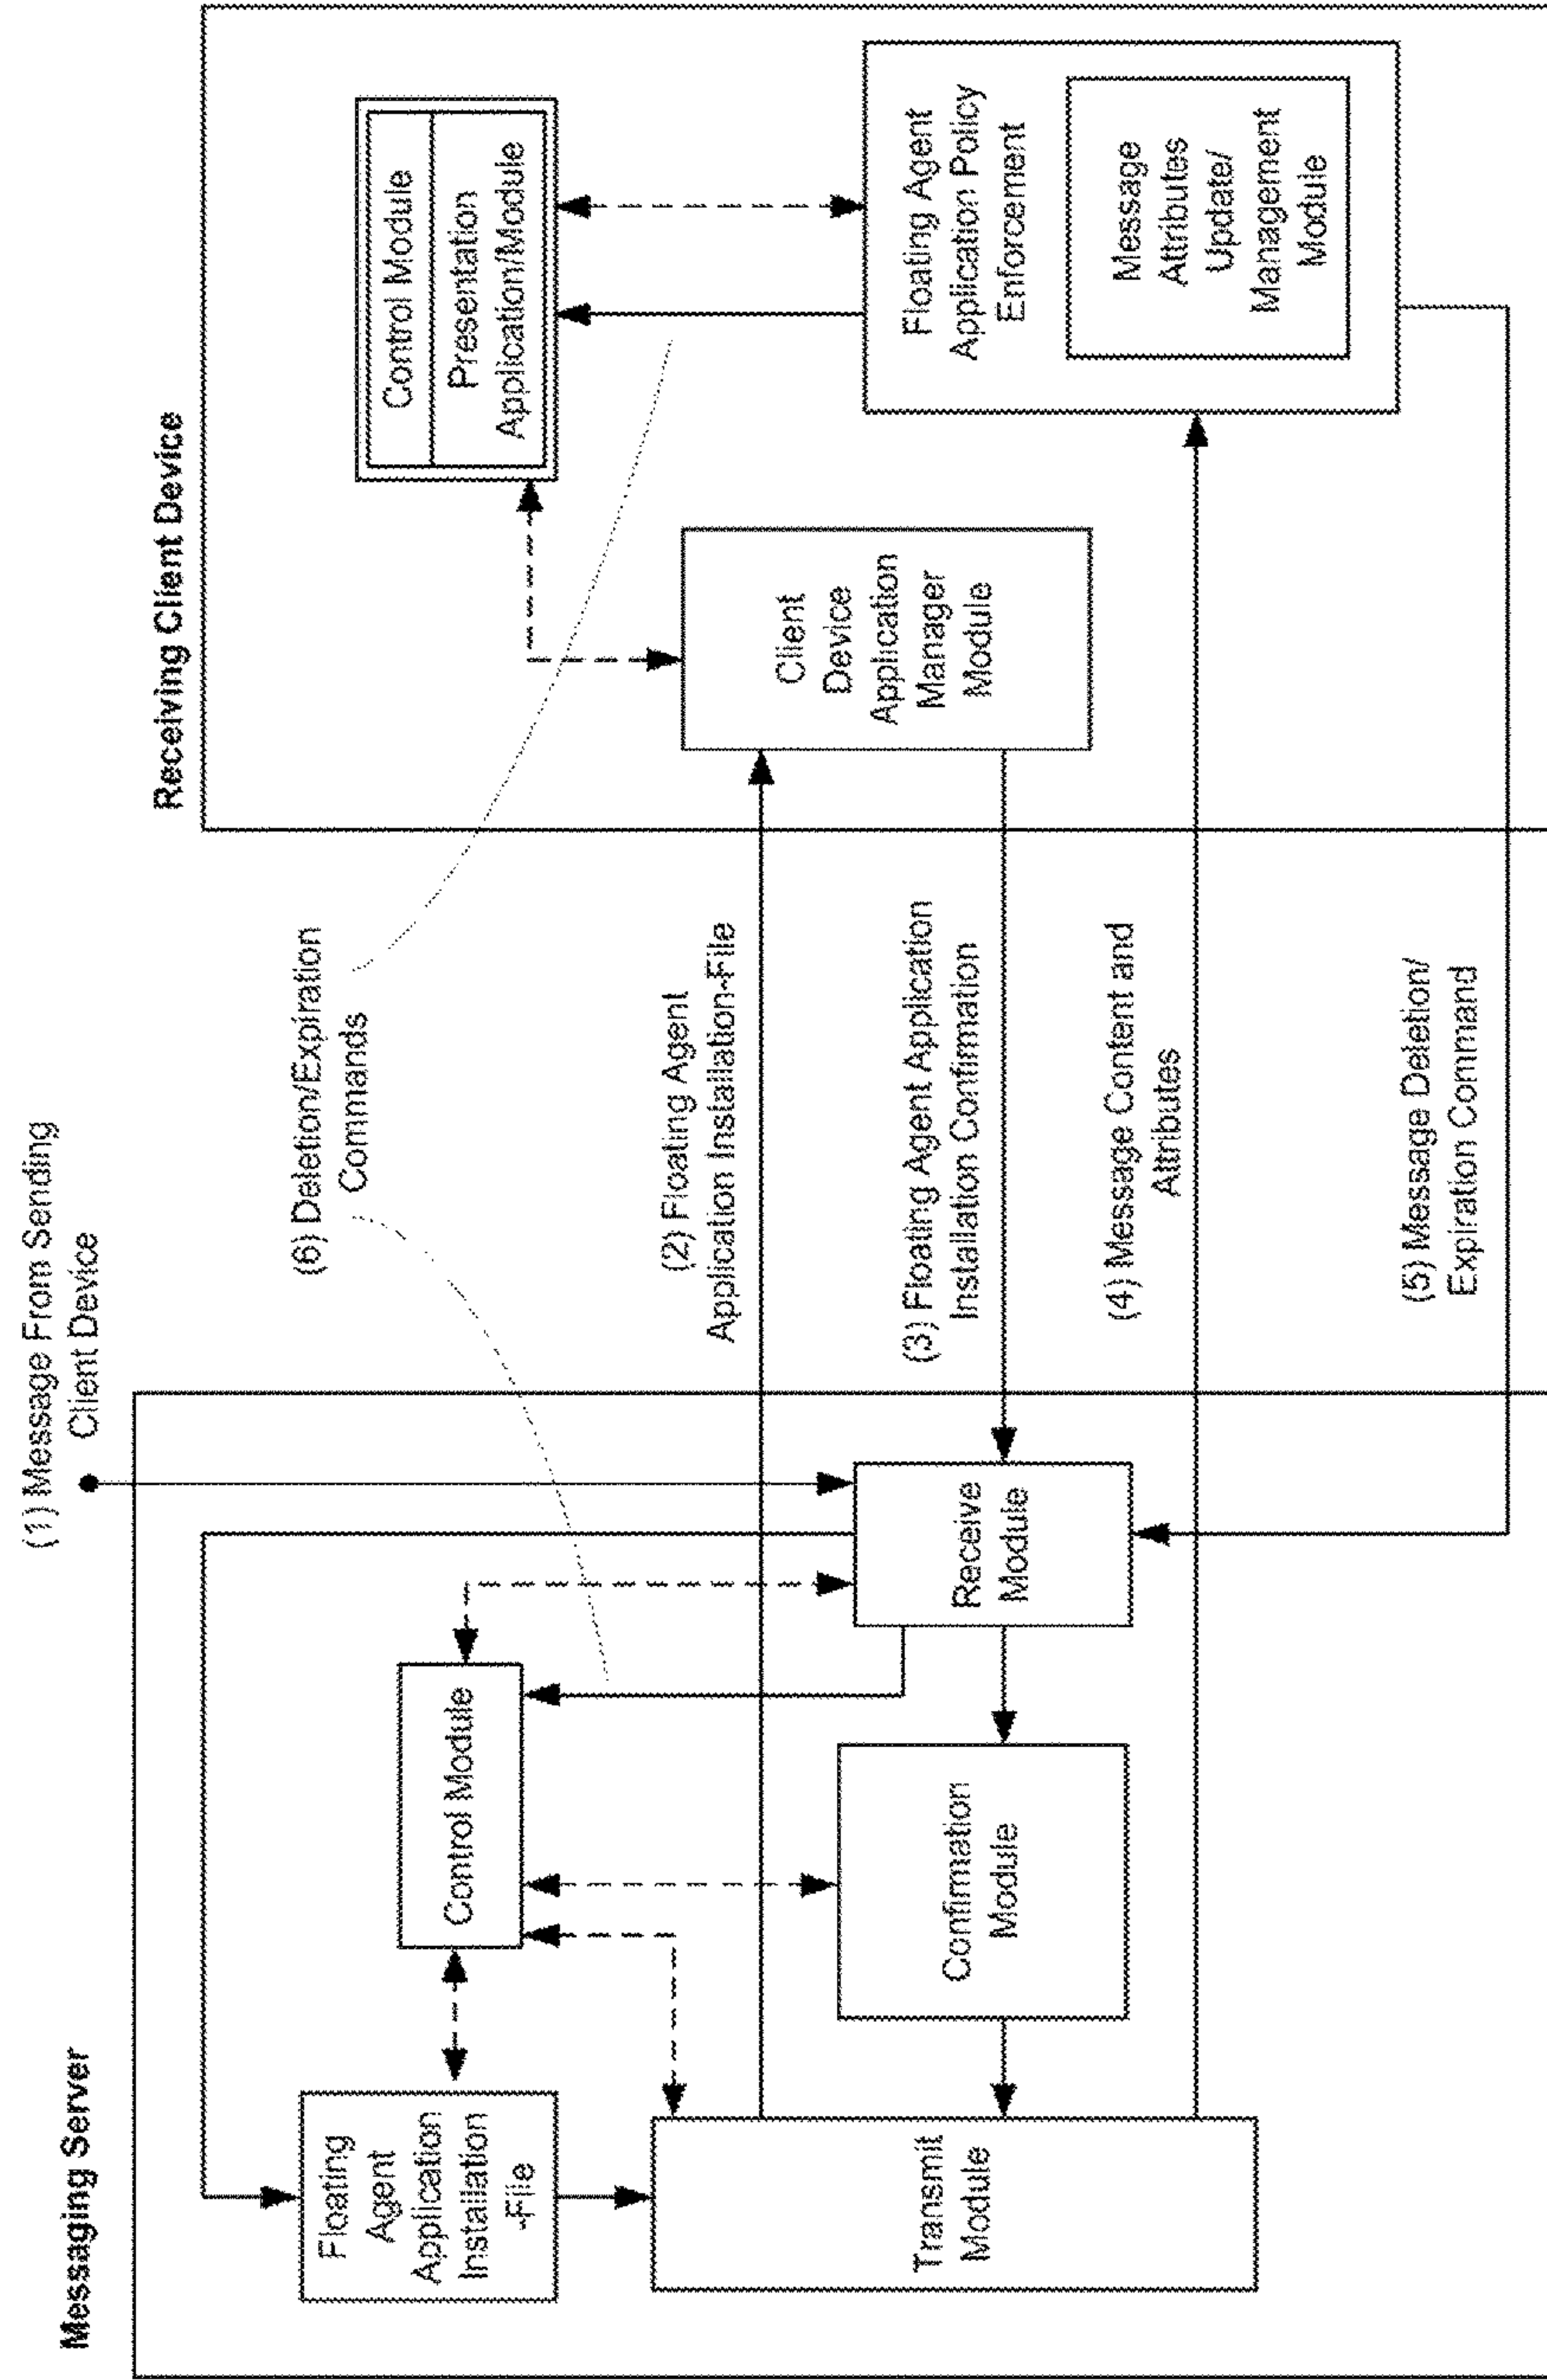 Messaging Server
(1) Message From Sending
Client Device
Receiving Client Device
Floating
Agent
Application
Installation
-File
Control Module
(6) Deletion/Expiration
Commands
Control Module
Presentation
Application/Module
Transmit
Module
Confirmation
Module
Receive
Module
(2) Floating Agent
Application Installation-File
(3) Floating Agent Application
Installation Confirmation
(4) Message Content and
Attributes
(5) Message Deletion/
Expiration Command
Client
Device
Application
Manager
Module
Floating Agent
Application Policy
Enforcement
Message
Attributes
Update/
Management
Module